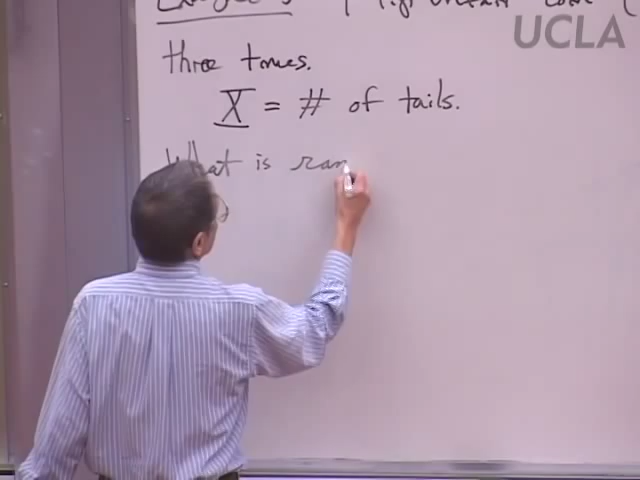 UCLA
three times.
X = # of tails.
What is ran